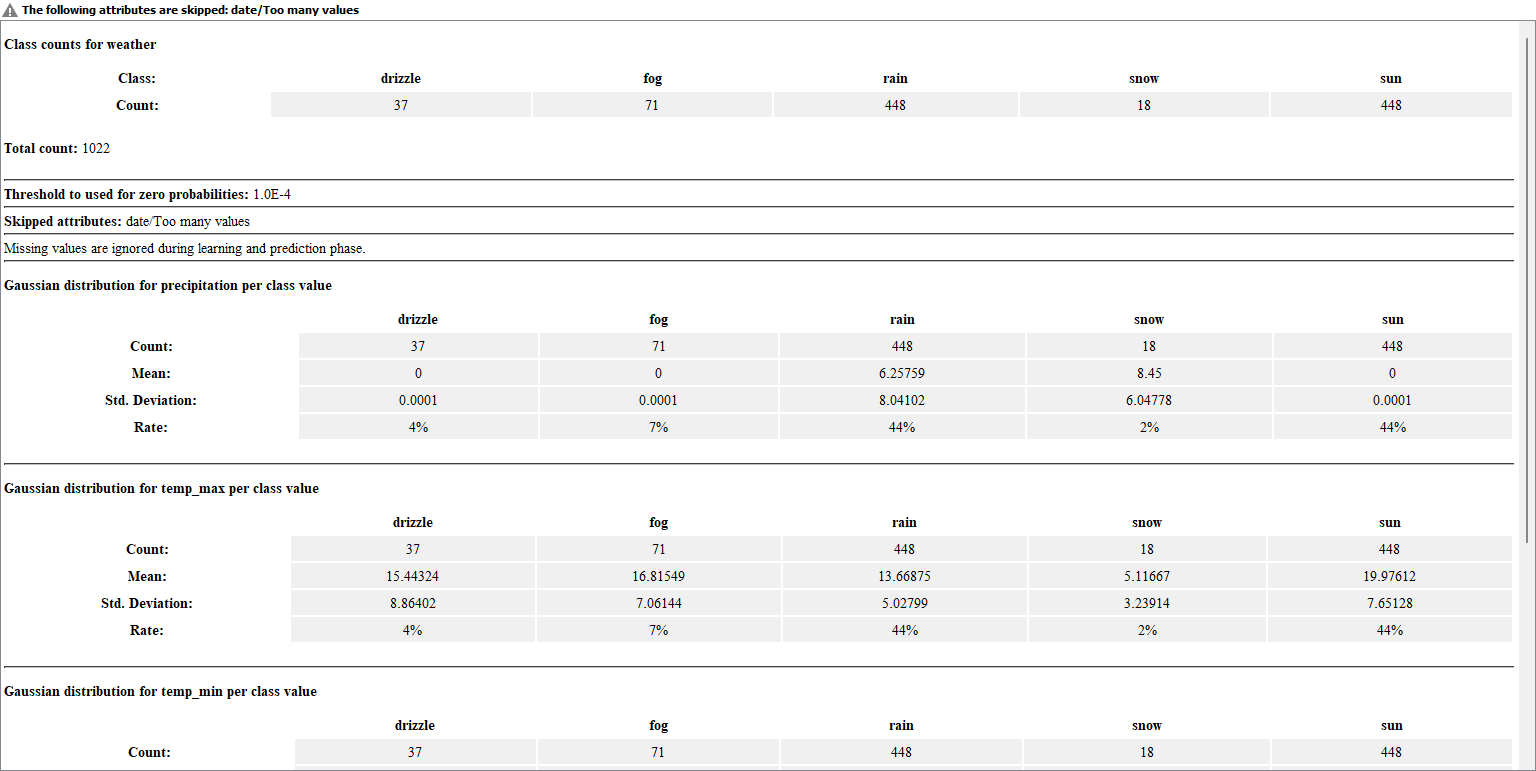 The following attributes are skipped: date/Too many values
Class counts for weather
Class: drizzle fog rain snow sun
Count: 37 71 448 18 448
Total count: 1022
Threshold to used for zero probabilities: 1.0E-4
Skipped attributes: date/Too many values
Missing values are ignored during learning and prediction phase.
Gaussian distribution for precipitation per class value
drizzle fog rain snow sun
Count: 37 71 448 18 448
Mean: 0 0 6.25759 8.45 0
Std. Deviation: 0.0001 0.0001 8.04102 6.04778 0.0001
Rate: 4% 7% 44% 2% 44%
Gaussian distribution for temp_max per class value
drizzle fog rain snow sun
Count: 37 71 448 18 448
Mean: 15.44324 16.81549 13.66875 5.11667 19.97612
Std. Deviation: 8.86402 7.06144 5.02799 3.23914 7.65128
Rate: 4% 7% 44% 2% 44%
Gaussian distribution for temp_min per class value
drizzle fog rain snow sun
Count: 37 71 448 18 448